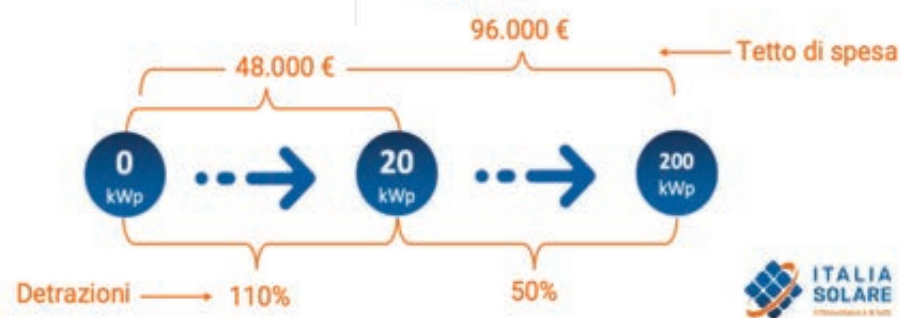 96.000 €
Tetto di spesa
48.000 €
0
kWp
20
kWp
200
kWp
Detrazioni
110%
50%
ITALIA
SOLARE